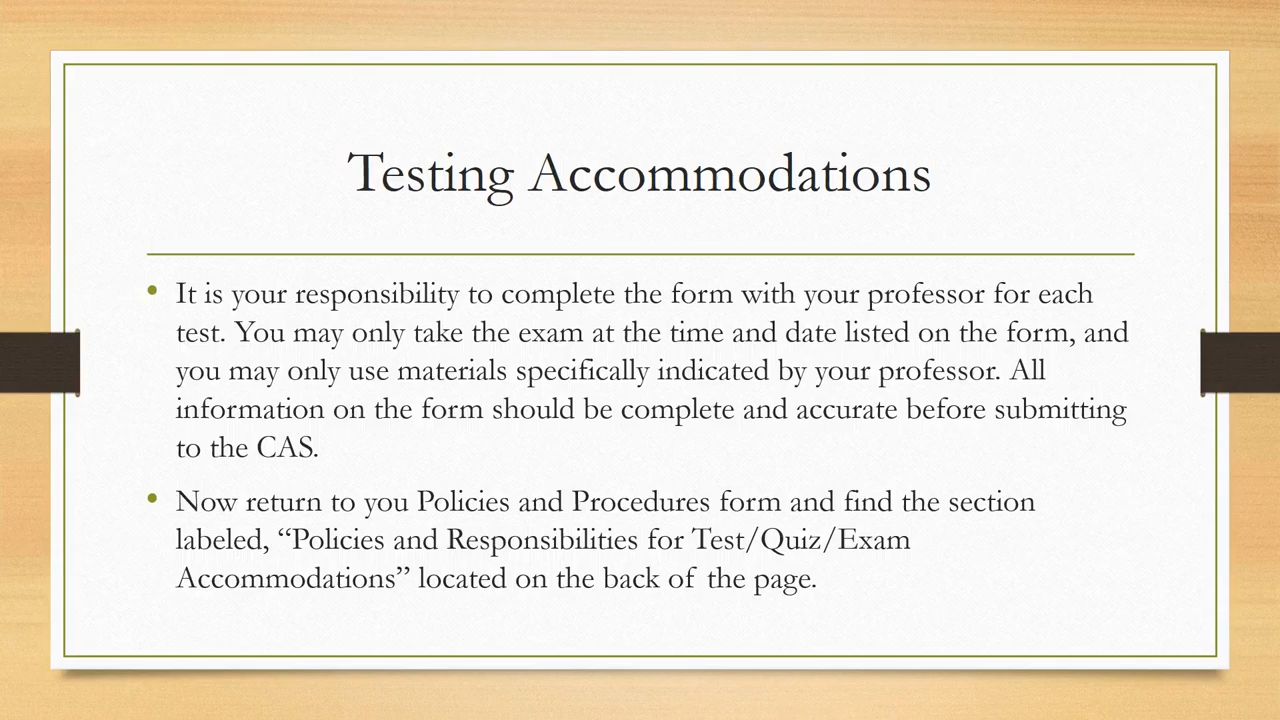 Testing Accommodations
• It is your responsibility to complete the form with your professor for each
test. You may only take the exam at the time and date listed on the form, and
you may only use materials specifically indicated by your professor. All
information on the form should be complete and accurate before submitting
to the CAS.
• Now return to you Policies and Procedures form and find the section
labeled, “Policies and Responsibilities for Test/Quiz/Exam
Accommodations” located on the back of the page.